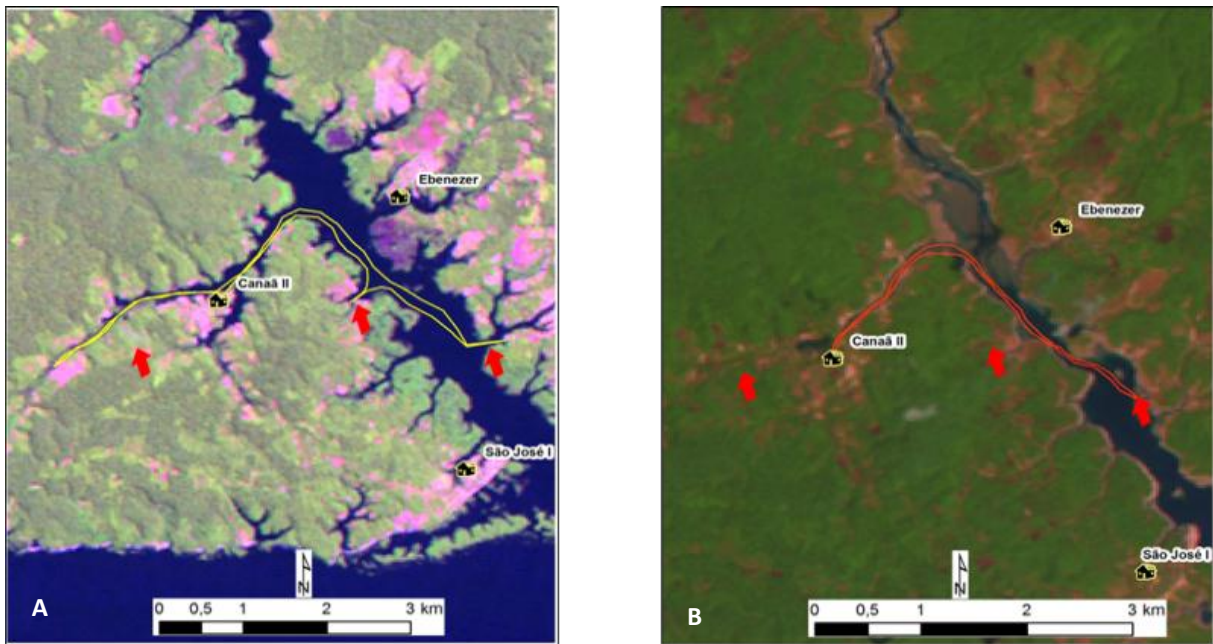 Ebenezer
Canaã II
São José I
N
0 0,5 1 2 3 km
A
Ebenezer
Canaã II
São José I
N
0 0,5 1 2 3 km
B